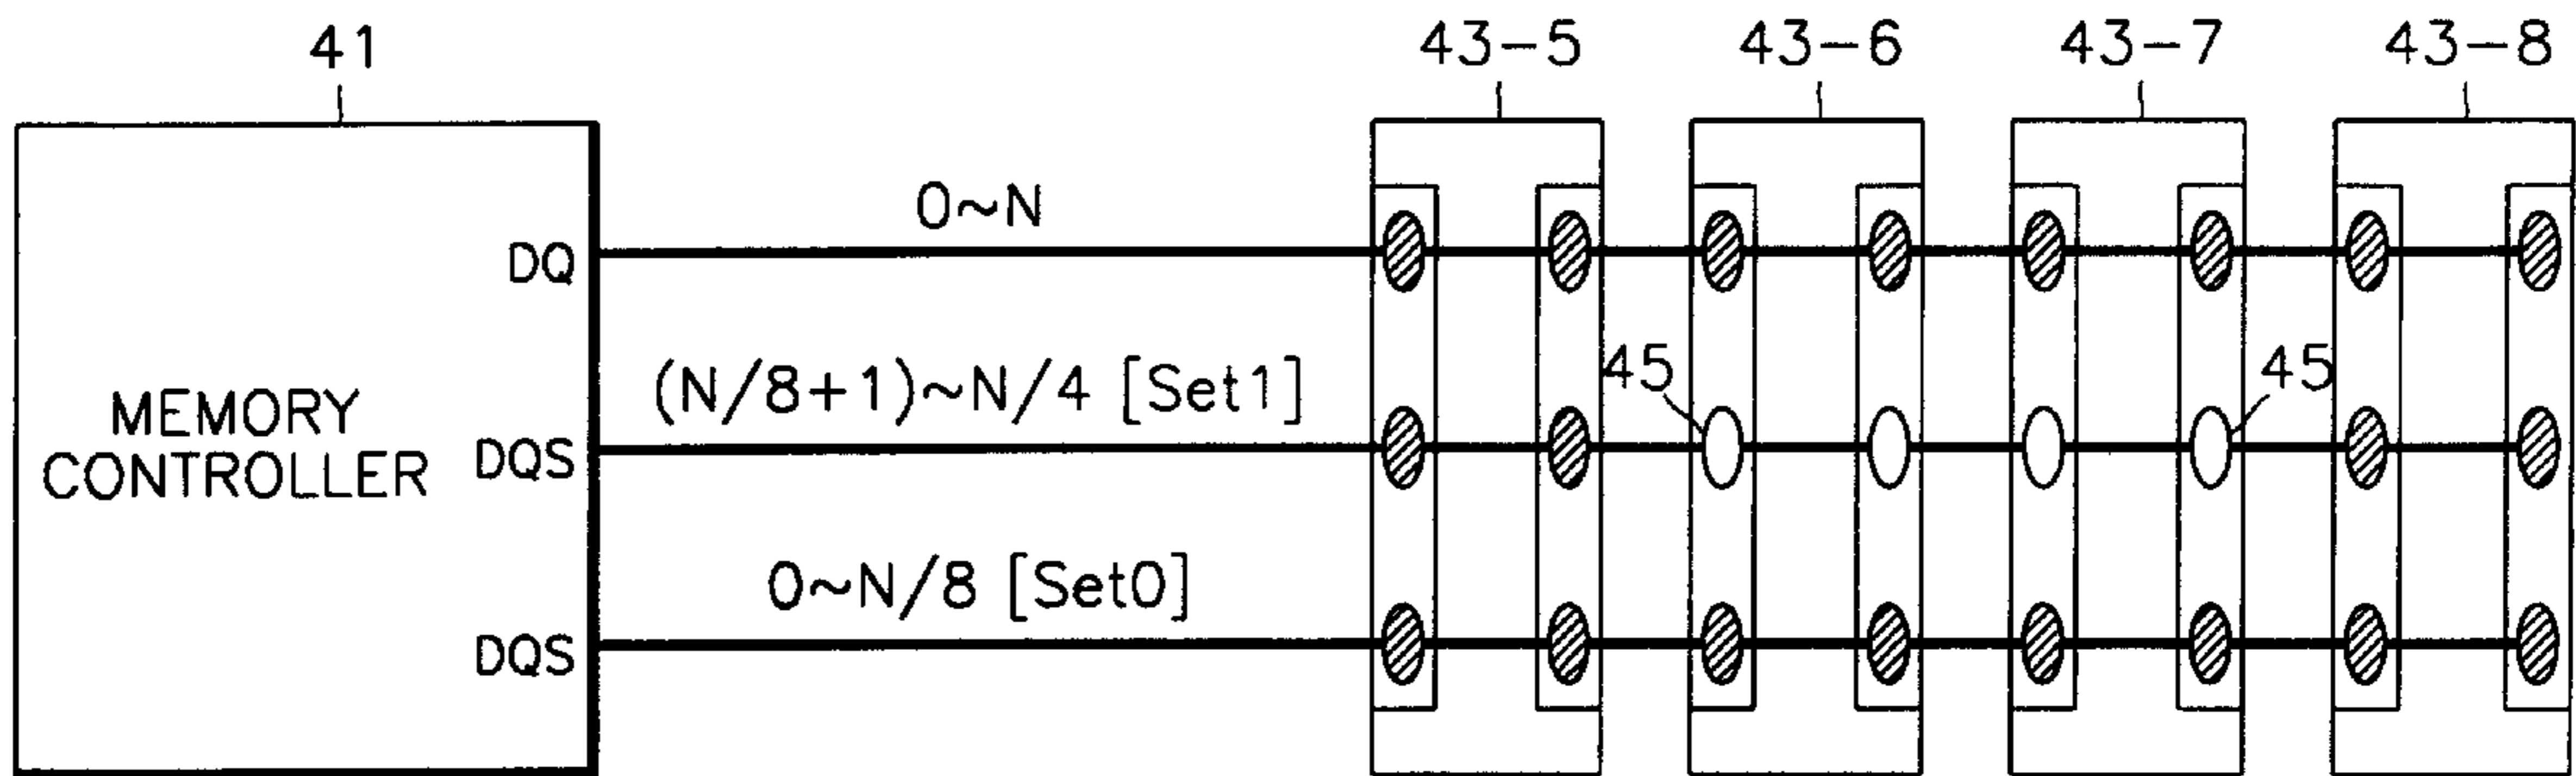 41
43-5
43-6
43-7
43-8
0~N
DQ
(N/8+1)~N/4 [Set1]
45
45
MEMORY
CONTROLLER
DQS
0~N/8 [Set0]
DQS